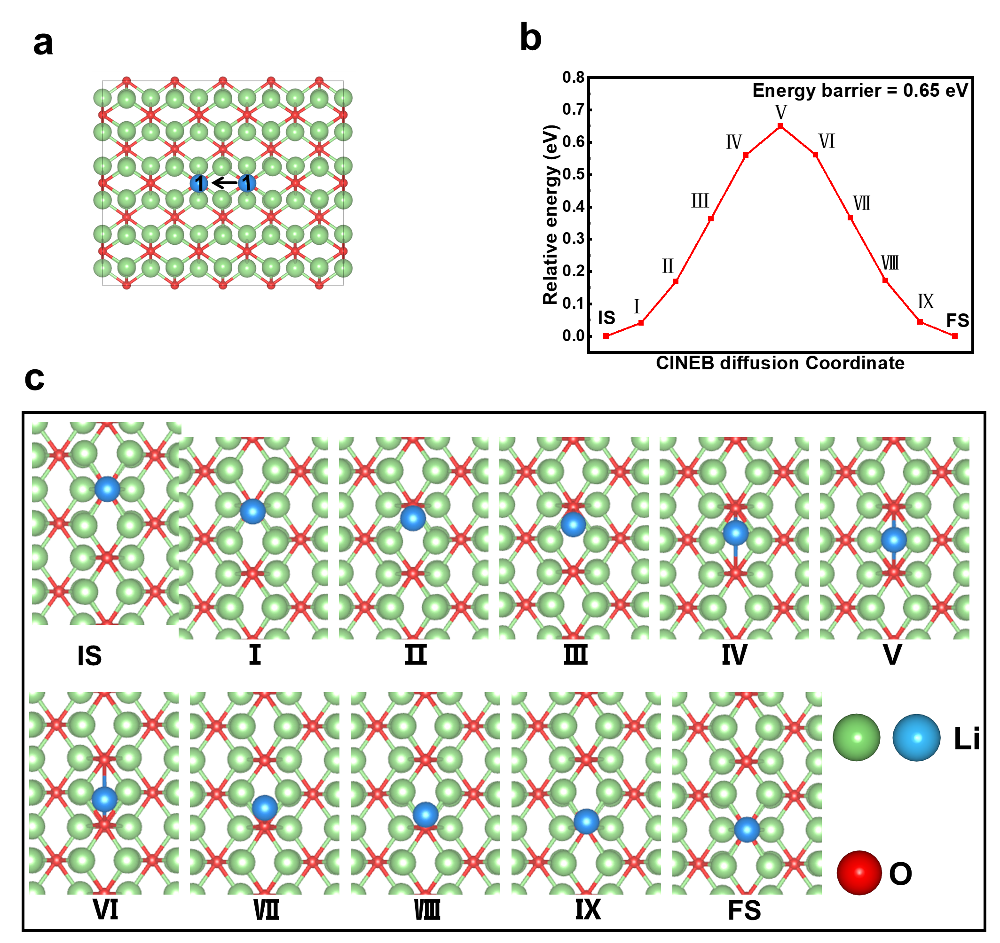 a
1
1
b
Energy barrier = 0.65 eV
Relative energy (eV)
0.8
0.7
0.6
0.5
0.4
0.3
0.2
0.1
0.0
IS
I
II
III
IV
V
VI
VII
VIII
IX
FS
CINEB diffusion Coordinate
c
IS
I
II
III
IV
V
VI
VII
VIII
IX
FS
Li
O